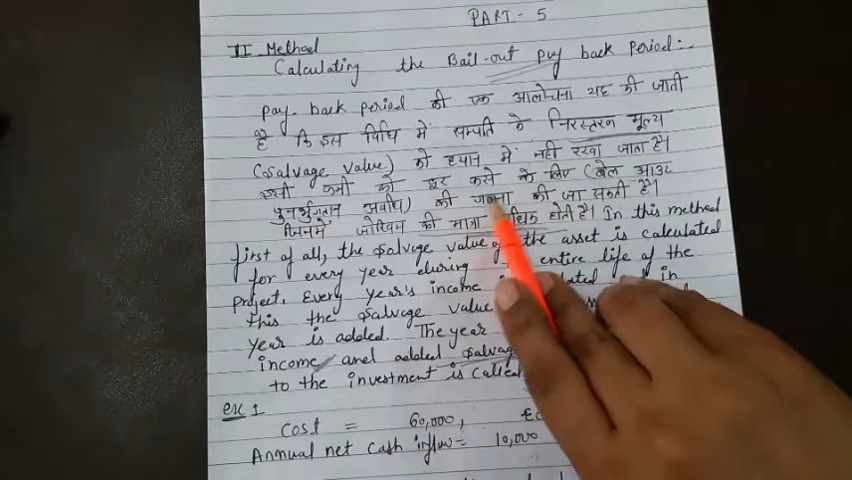 PART - 5
II Method
Calculating the Bail-out pay back Period:-
pay-back period की एक आलोचना यह की जाती
है कि इस विधि में सम्पति के निरस्तरण मूल्य
(Salvage Value) को ध्यान में नहीं रखा जाता है।
इसी कमी को दूर करने के लिए (बेल आउट
पुनर्भुगतान अवधि) की गणना की जा सकती है।
जिनमें जोखिम की मात्रा अधिक होती है। In this method
first of all, the Salvage value of the asset is calculated
for every year during entire life of the
project. Every year's income in
this the Salvage Value
year is added. The year
income and added Salvag
to the investment is called
ex 1
Cost = 60,000,
Annual net Cash inflow = 10,000